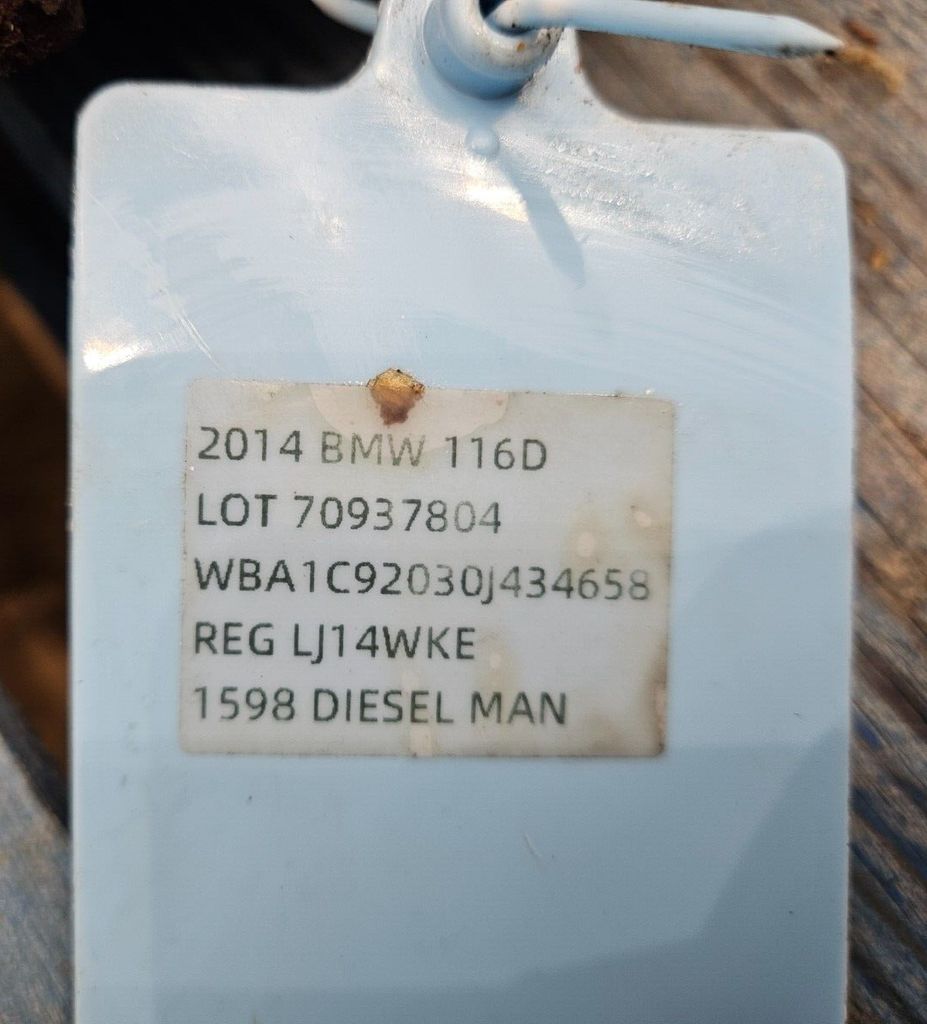 2014 BMW 116D
LOT 70937804
WBA1C92030J434658
REG LJ14WKE
1598 DIESEL MAN